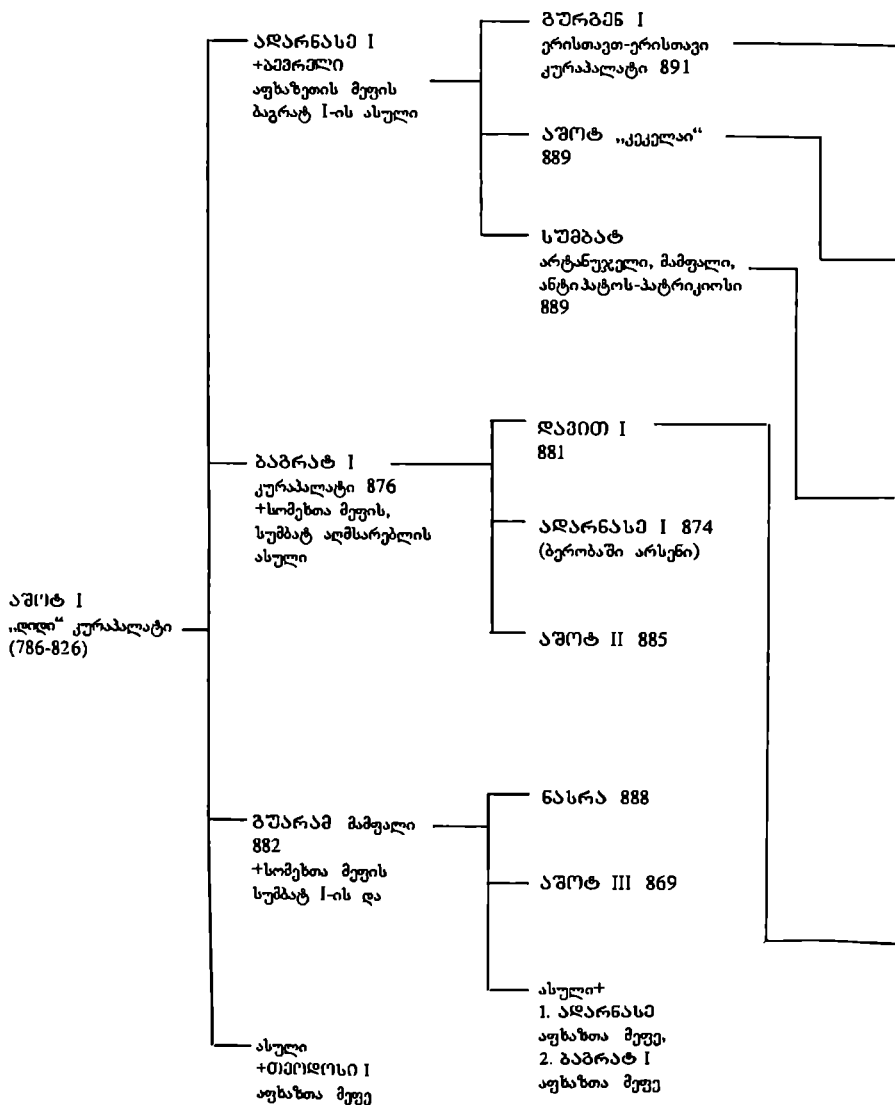 აშოტ I
„დიდი“ კურაპალატი
(786-826)
ადარნასე I
+ბევრელი
აფხაზეთის მეფის
ბაგრატ I-ის ასული
ბაგრატ I
კურაპალატი 876
+სომეხთა მეფის,
სუმბატ აღმსარებლის
ასული
გუარამ მამფალი
882
+სომეხთა მეფის
სუმბატ I-ის და
ასული
+თეოდოსი I
აფხაზთა მეფე
გურგენ I
ერისთავთ-ერისთავი
კურაპალატი 891
აშოტ „კეკელაი“
889
სუმბატ
არტანუჯელი, მამფალი,
ანტიპატოს-პატრიკიოსი
889
დავით I
881
ადარნასე I 874
(ბერობაში არსენი)
აშოტ II 885
ნასრა 888
აშოტ III 869
ასული+
1. ადარნასე
აფხაზთა მეფე,
2. ბაგრატ I
აფხაზთა მეფე